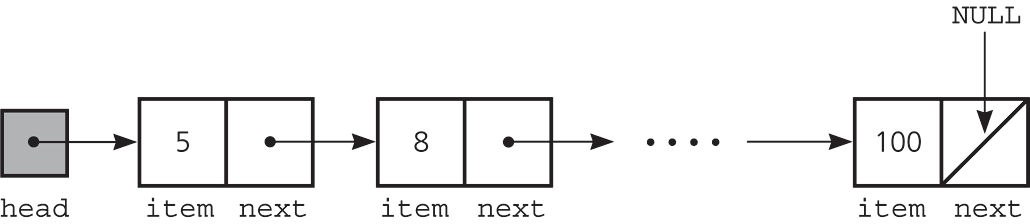 NULL
5 8 .... 100
head item next item next item next